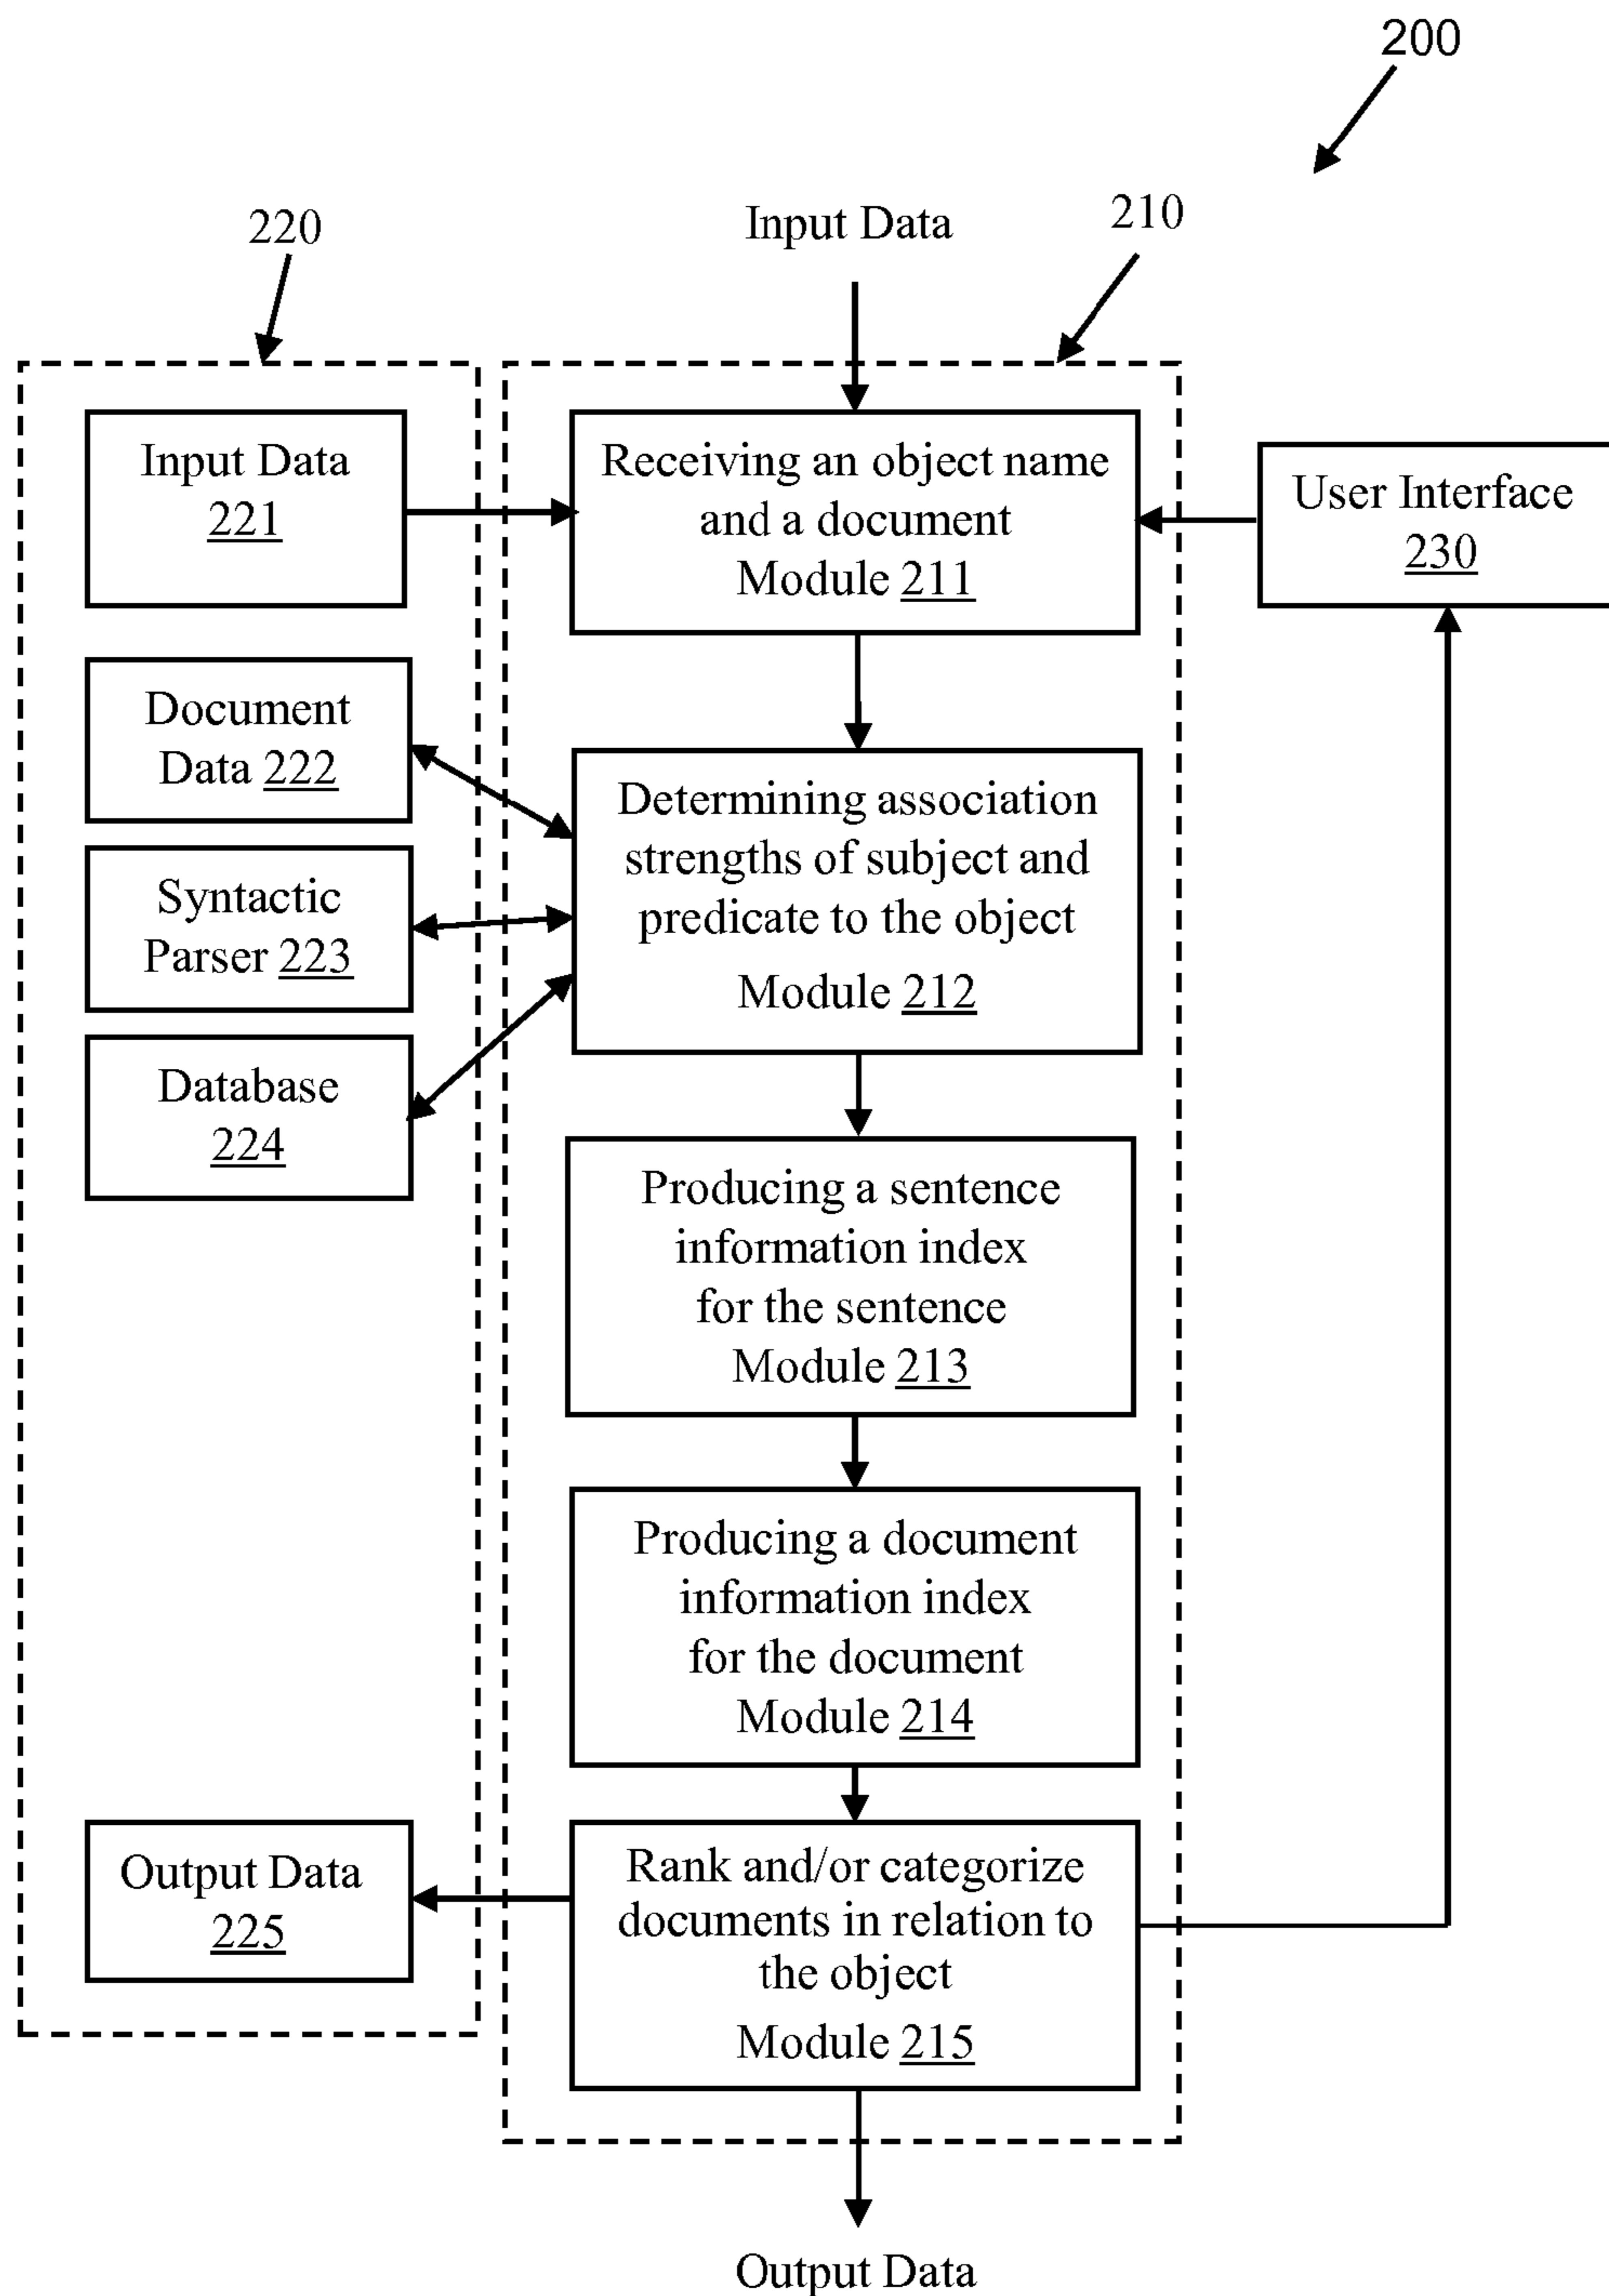 200
220
Input Data
210
Input Data
221
Receiving an object name
and a document
Module 211
User Interface
230
Document
Data 222
Syntactic
Parser 223
Database
224
Determining association
strengths of subject and
predicate to the object
Module 212
Producing a sentence
information index
for the sentence
Module 213
Producing a document
information index
for the document
Module 214
Output Data
225
Rank and/or categorize
documents in relation to
the object
Module 215
Output Data